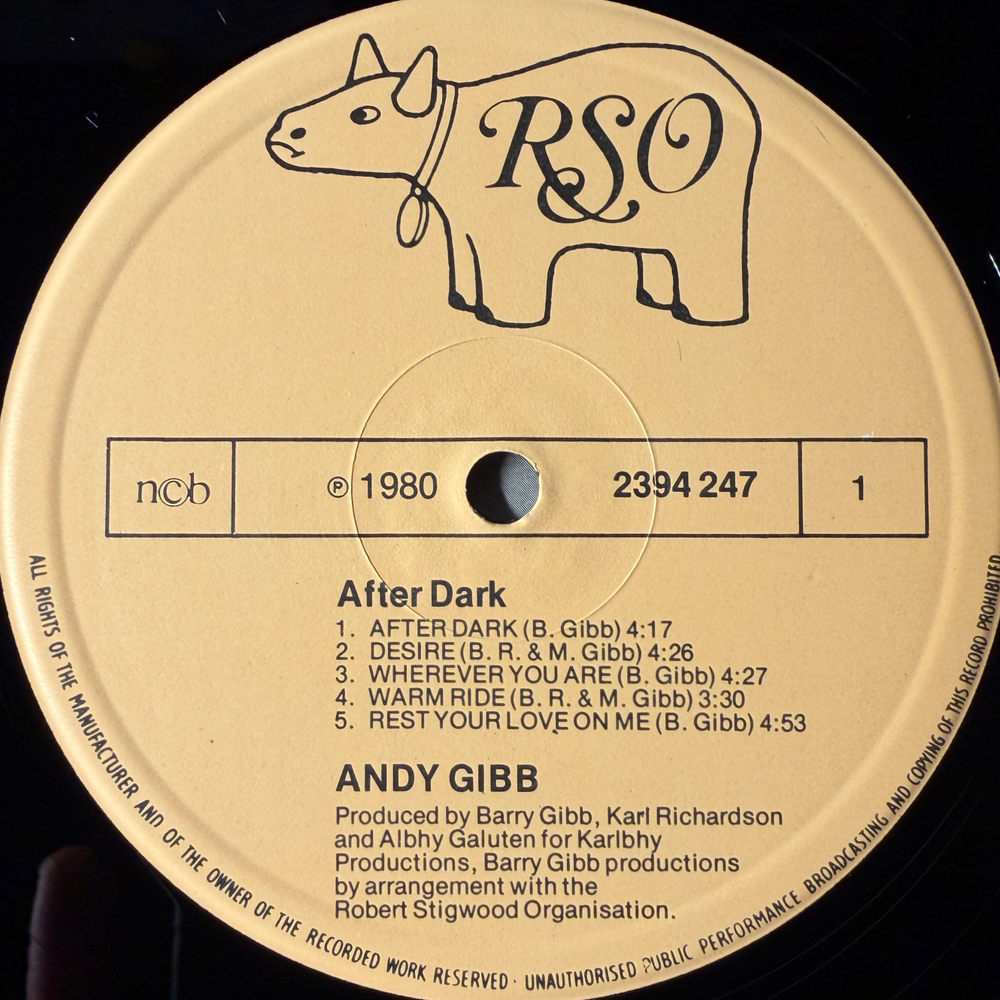 RSO
n©b
℗ 1980
2394 247
1
After Dark
1. AFTER DARK (B. Gibb) 4:17
2. DESIRE (B. R. & M. Gibb) 4:26
3. WHEREVER YOU ARE (B. Gibb) 4:27
4. WARM RIDE (B. R. & M. Gibb) 3:30
5. REST YOUR LOVE ON ME (B. Gibb) 4:53
ANDY GIBB
Produced by Barry Gibb, Karl Richardson
and Albhy Galuten for Karlbhy
Productions, Barry Gibb productions
by arrangement with the
Robert Stigwood Organisation.
ALL RIGHTS OF THE MANUFACTURER AND OF THE OWNER OF THE RECORDED WORK RESERVED · UNAUTHORISED PUBLIC PERFORMANCE BROADCASTING AND COPYING OF THIS RECORD PROHIBITED